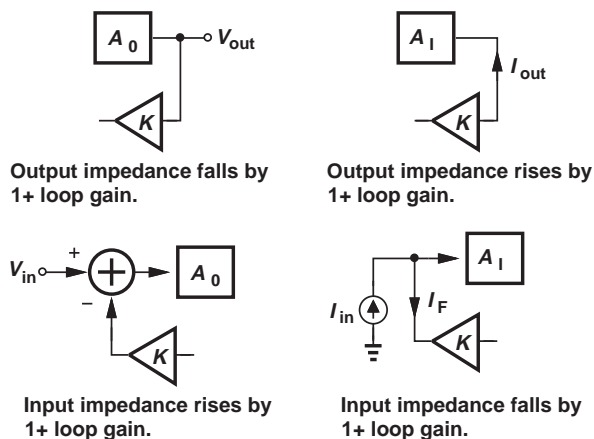 A0
Vout
K
Output impedance falls by
1+ loop gain.
AI
Iout
K
Output impedance rises by
1+ loop gain.
Vin
+
+
−
A0
K
Input impedance rises by
1+ loop gain.
AI
Iin
IF
K
Input impedance falls by
1+ loop gain.